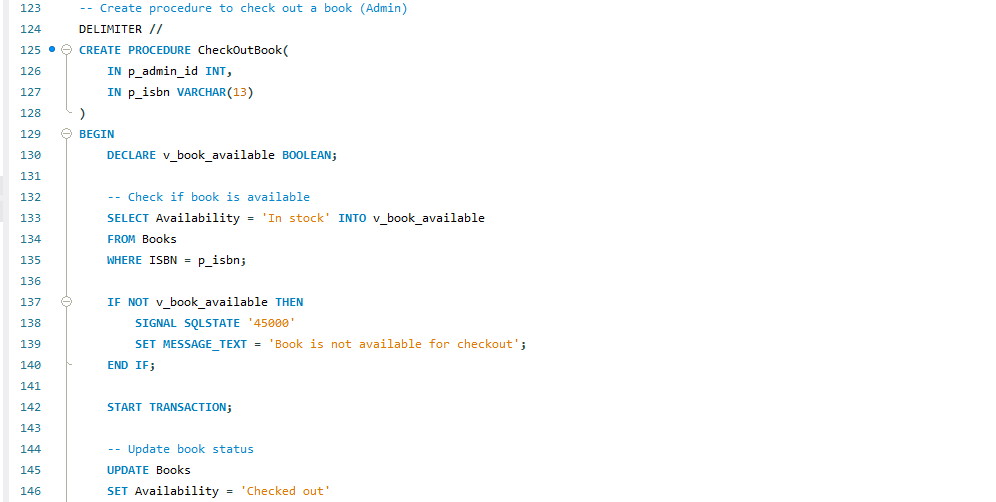 123 -- Create procedure to check out a book (Admin)
124 DELIMITER //
125 CREATE PROCEDURE CheckOutBook(
126 IN p_admin_id INT,
127 IN p_isbn VARCHAR(13)
128 )
129 BEGIN
130 DECLARE v_book_available BOOLEAN;
131
132 -- Check if book is available
133 SELECT Availability = 'In stock' INTO v_book_available
134 FROM Books
135 WHERE ISBN = p_isbn;
136
137 IF NOT v_book_available THEN
138 SIGNAL SQLSTATE '45000'
139 SET MESSAGE_TEXT = 'Book is not available for checkout';
140 END IF;
141
142 START TRANSACTION;
143
144 -- Update book status
145 UPDATE Books
146 SET Availability = 'Checked out'